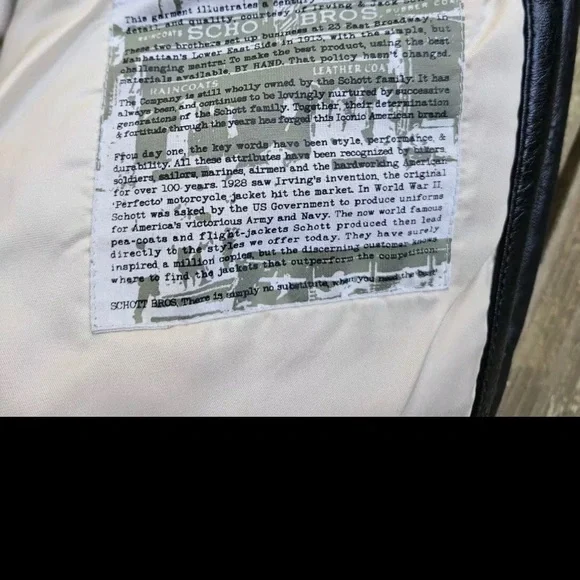 This garment illustrates a century of
RAINCOATS
SCHOTT BROS.
details and quality
these two brothers set up business at 23 East Broadway, in
Manhattan's Lower East Side In 1913, with the simple, but
challenging mantra: To make the best product, using the best
materials available, BY HAND. That policy hasn't changed.
RAINCOATS LEATHER COATS
The Company is still wholly owned by the Schott family. It has
always been, and continues to be lovingly nurtured by successive
generations of the Schott family. Together, their determination
& fortitude through the years has forged this Iconic American brand
From day one, the key words have been style, performance &
durability. All these attributes have been recognized by bikers,
soldiers, sailors, marines, airmen and the hardworking American
for over 100 years. 1928 saw Irving's invention, the original
'Perfecto' motorcycle jacket hit the market. In World War II,
Schott was asked by the US Government to produce uniforms
for America's victorious Army and Navy. The now world famous
pea-coats and flight-jackets Schott produced then lead
directly to the styles we offer today. They have surely
inspired a million copies, but the discerning customer knows
where to find the jackets that outperform the competition.
SCHOTT BROS. There is simply no substitute, when you need the best.